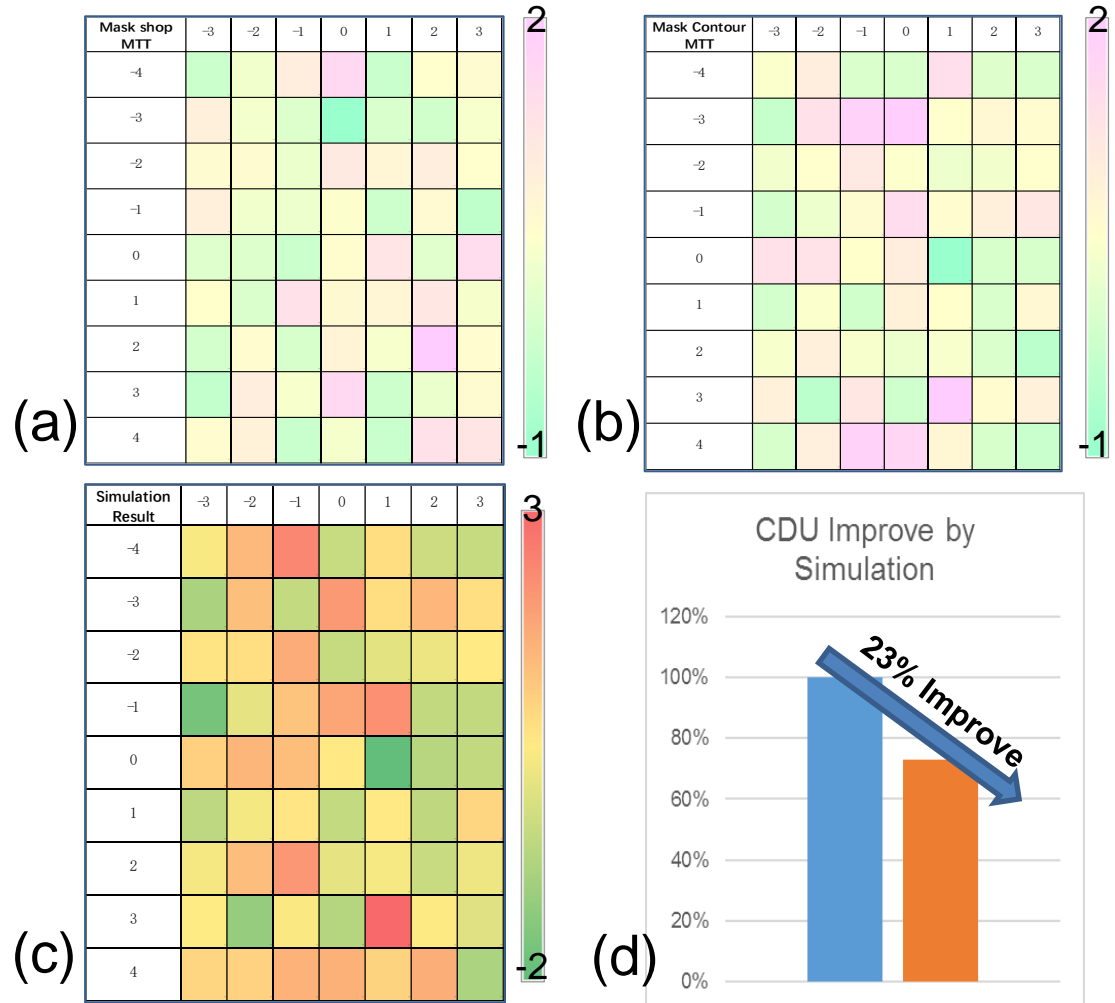 Mask shop
MTT
-3 -2 -1 0 1 2 3
-4
-3
-2
-1
0
1
2
3
4
2
-1
(a)
Mask Contour
MTT
-3 -2 -1 0 1 2 3
-4
-3
-2
-1
0
1
2
3
4
2
-1
(b)
Simulation
Result
-3 -2 -1 0 1 2 3
-4
-3
-2
-1
0
1
2
3
4
3
-2
(c)
CDU Improve by
Simulation
120%
100%
80%
60%
40%
20%
0%
23% Improve
(d)